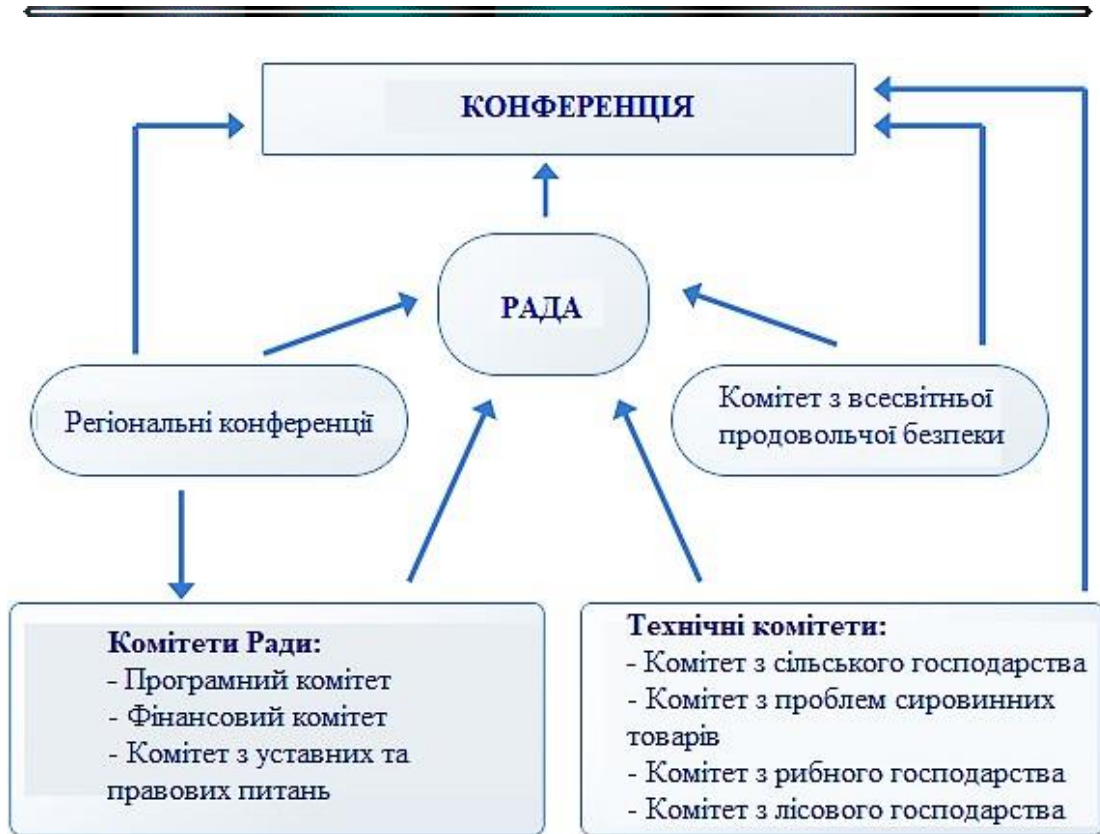 КОНФЕРЕНЦІЯ
РАДА
Регіональні конференції
Комітет з всесвітньої
продовольчої безпеки
Комітети Ради:
- Програмний комітет
- Фінансовий комітет
- Комітет з уставних та
правових питань
Технічні комітети:
- Комітет з сільського господарства
- Комітет з проблем сировинних
товарів
- Комітет з рибного господарства
- Комітет з лісового господарства